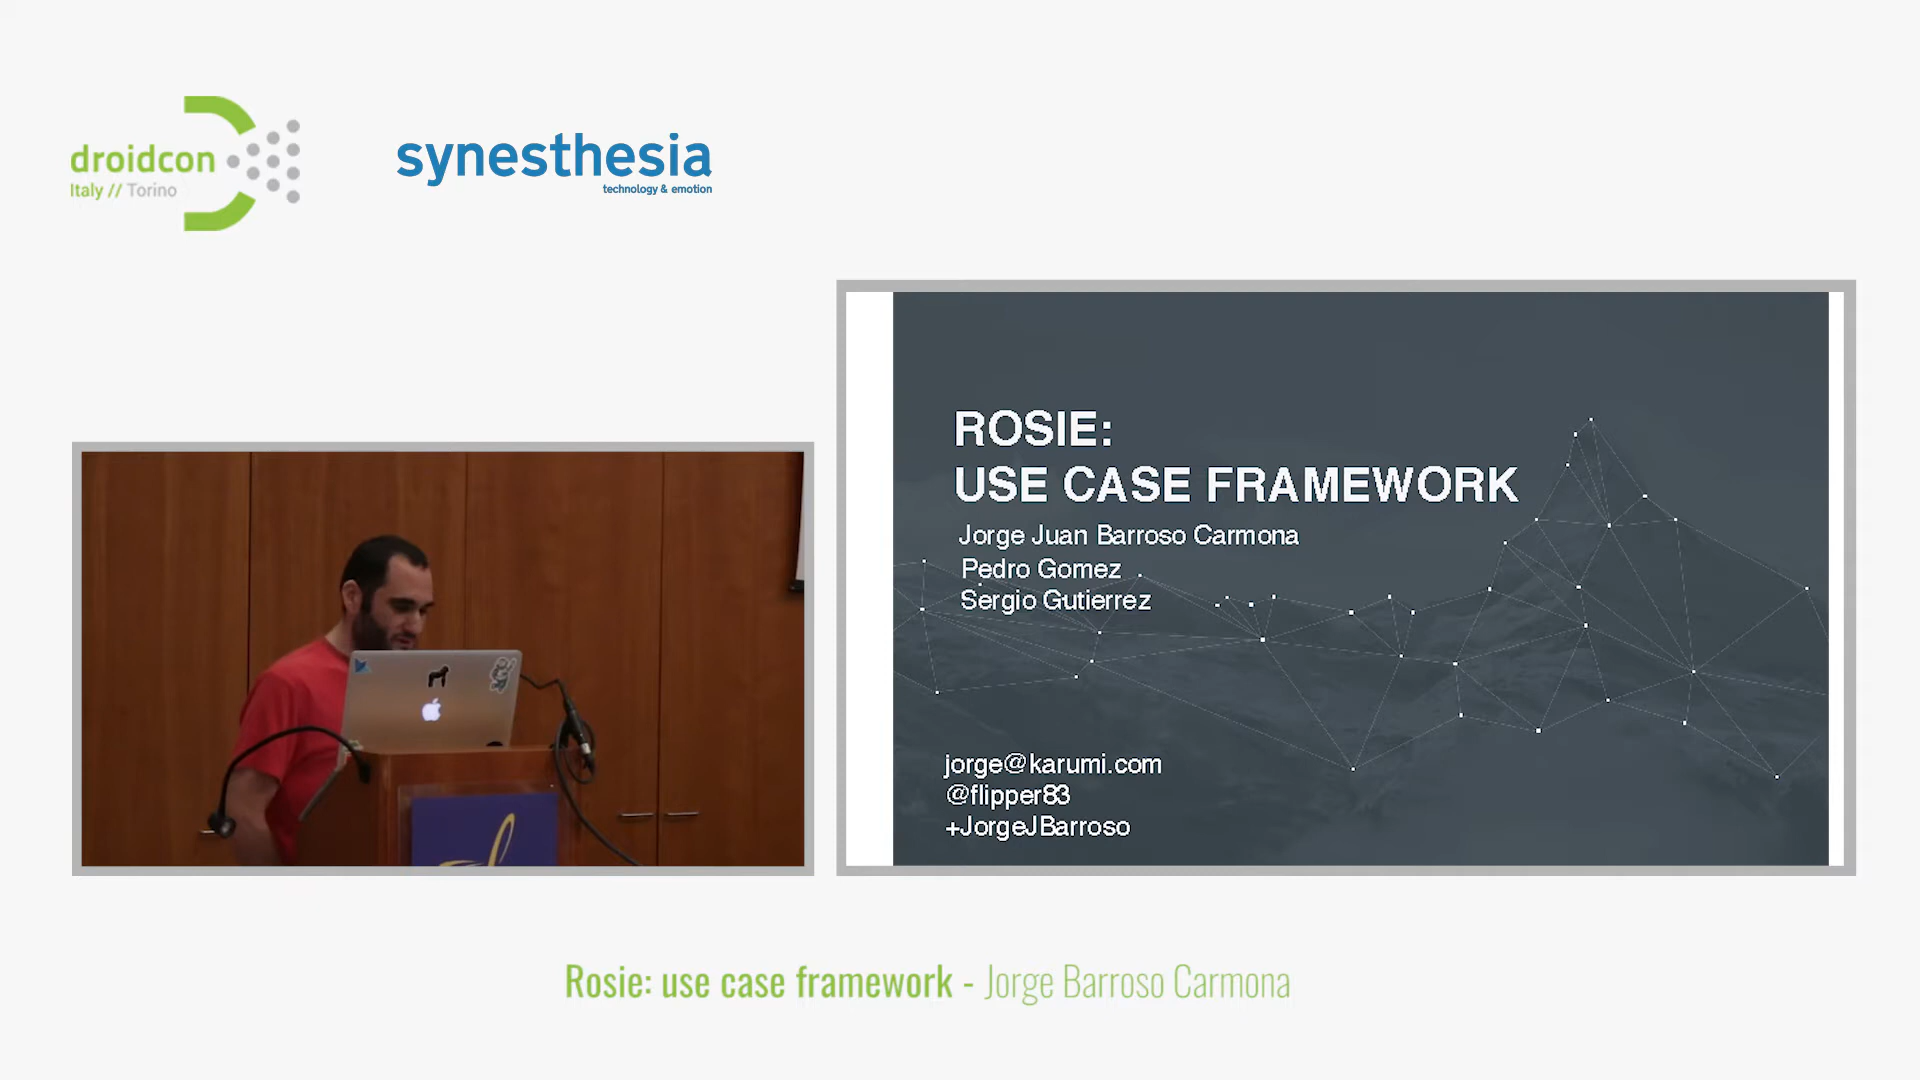 droidcon
Italy // Torino
synesthesia
technology & emotion
ROSIE:
USE CASE FRAMEWORK
Jorge Juan Barroso Carmona
Pedro Gomez
Sergio Gutierrez
jorge@karumi.com
@flipper83
+JorgeJBarroso
Rosie: use case framework - Jorge Barroso Carmona